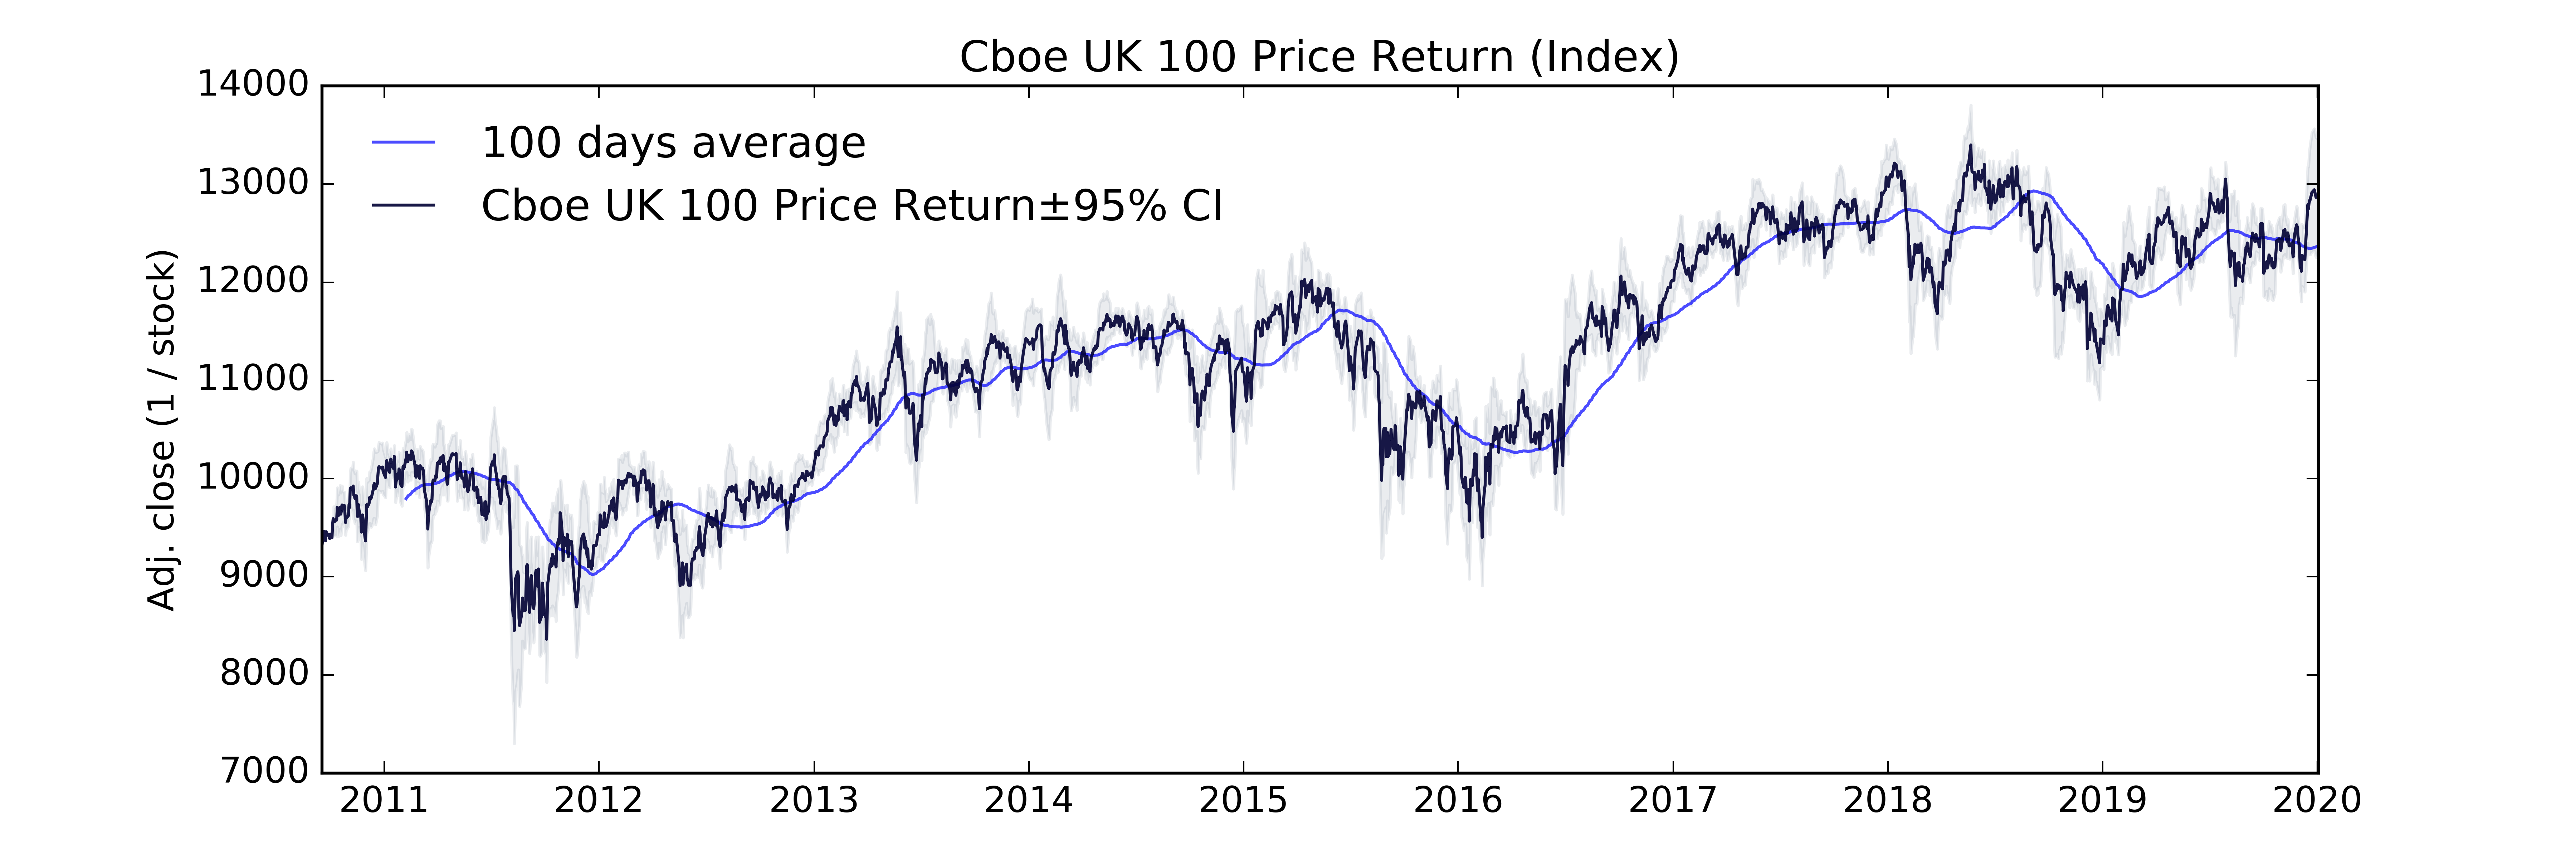 Cboe UK 100 Price Return (Index)
Adj. close (1 / stock)
14000
13000
12000
11000
10000
9000
8000
7000
100 days average
Cboe UK 100 Price Return±95% CI
2011 2012 2013 2014 2015 2016 2017 2018 2019 2020